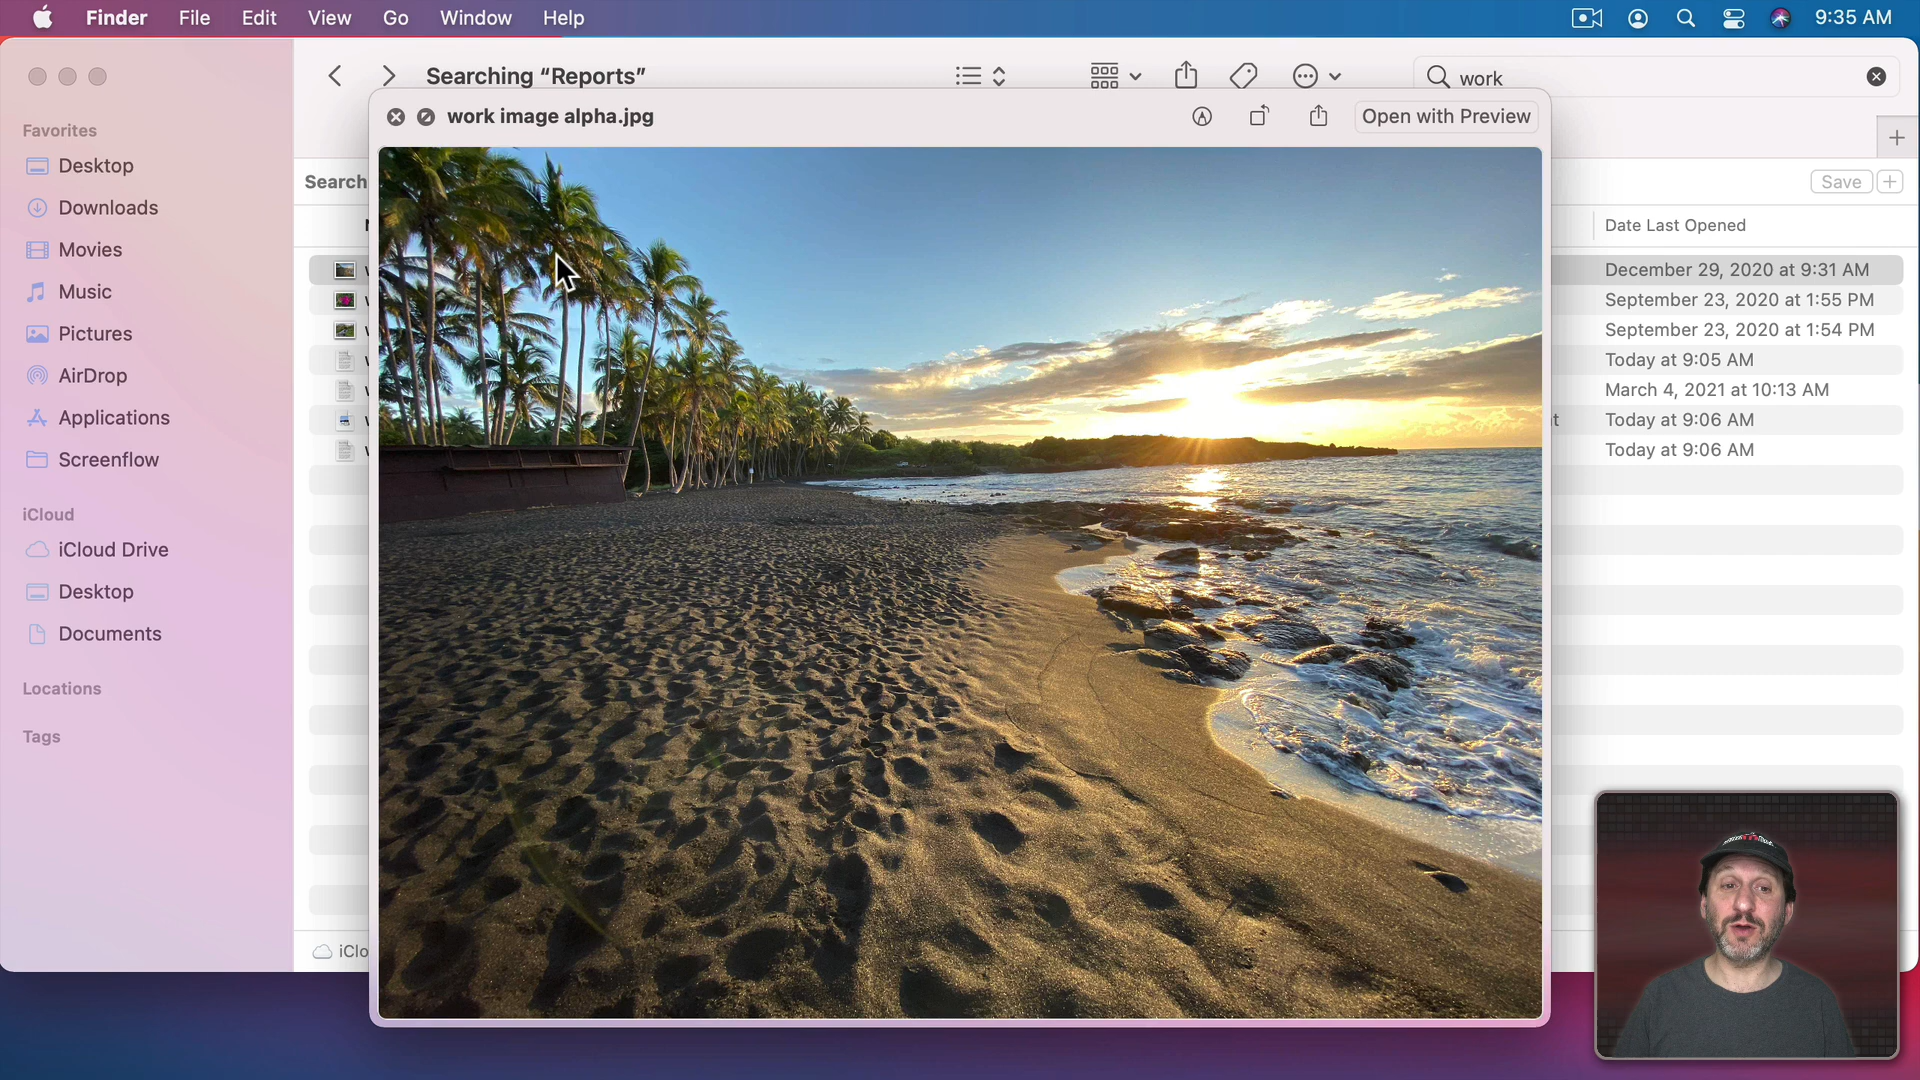 Finder File Edit View Go Window Help 9:35 AM
Searching “Reports” work
work image alpha.jpg Open with Preview
Favorites
Desktop
Downloads
Movies
Music
Pictures
AirDrop
Applications
Screenflow
iCloud
iCloud Drive
Desktop
Documents
Locations
Tags
Search
Save
Date Last Opened
December 29, 2020 at 9:31 AM
September 23, 2020 at 1:55 PM
September 23, 2020 at 1:54 PM
Today at 9:05 AM
March 4, 2021 at 10:13 AM
Today at 9:06 AM
Today at 9:06 AM